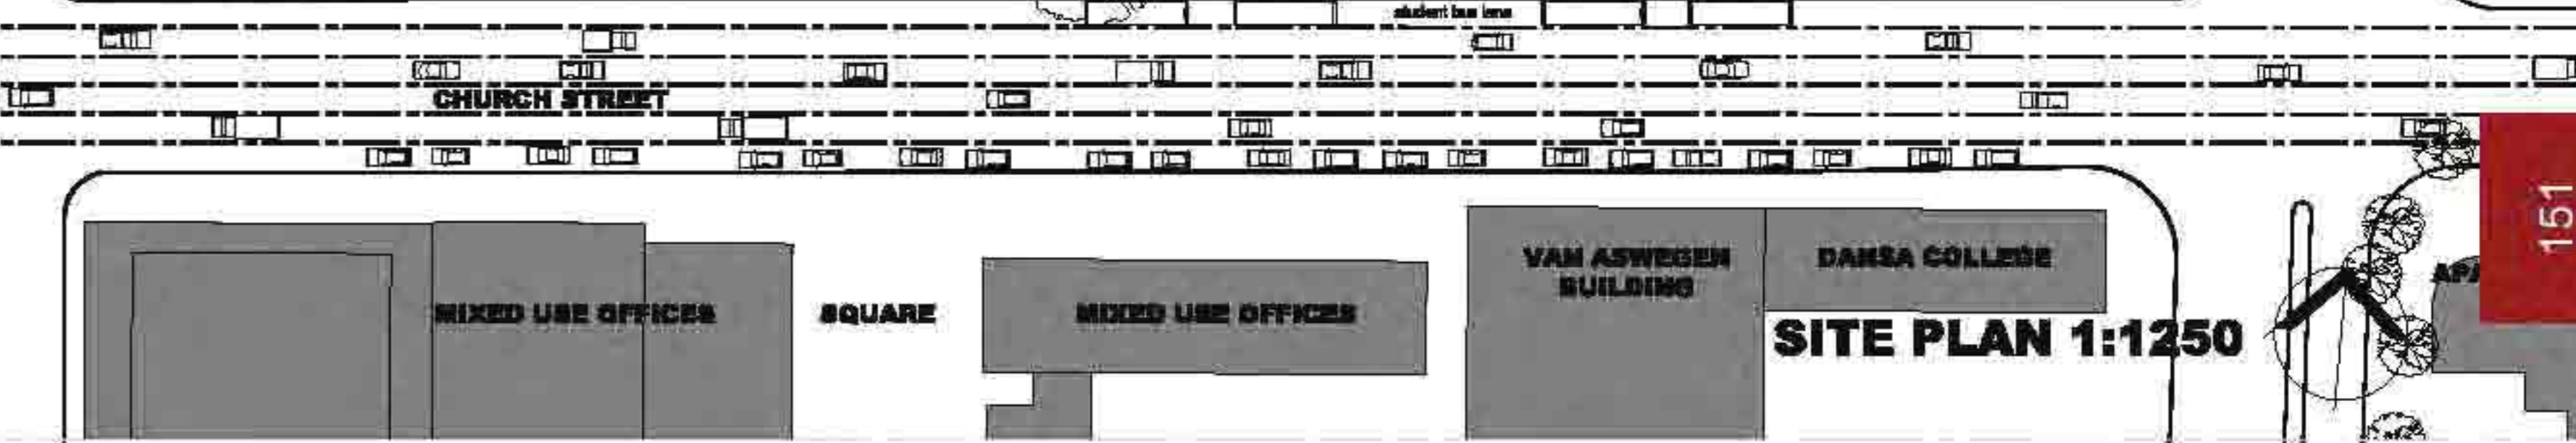 student bus lane
CHURCH STREET
VAN ASWEGEN
BUILDING
DANSA COLLEGE
MIXED USE OFFICES
SQUARE
MIXED USE OFFICES
SITE PLAN 1:1250
151